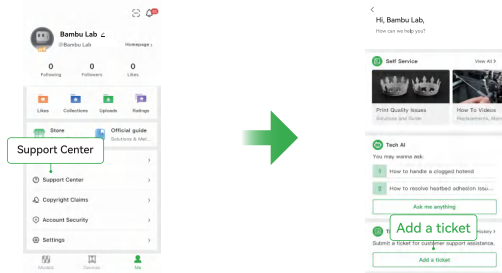 Bambu Lab
@Bambu Lab
Homepage >
0
0
0
Following
Followers
Likes
Likes
Collections
Uploads
Ratings
Store
Official guide
Solutions & Met...
Support Center
Support Center
Copyright Claims
Account Security
Settings
Models
Devices
Me
Hi, Bambu Lab,
How can we help you?
Self Service
View All >
Print Quality Issues
Solutions and Guide
How To Videos
Replacements, Main
Tech AI
You may wanna ask:
1 How to handle a clogged hotend
2 How to resolve heatbed adhesion issu...
Ask me anything
Add a ticket
History >
Submit a ticket for customer support assistance.
Add a ticket